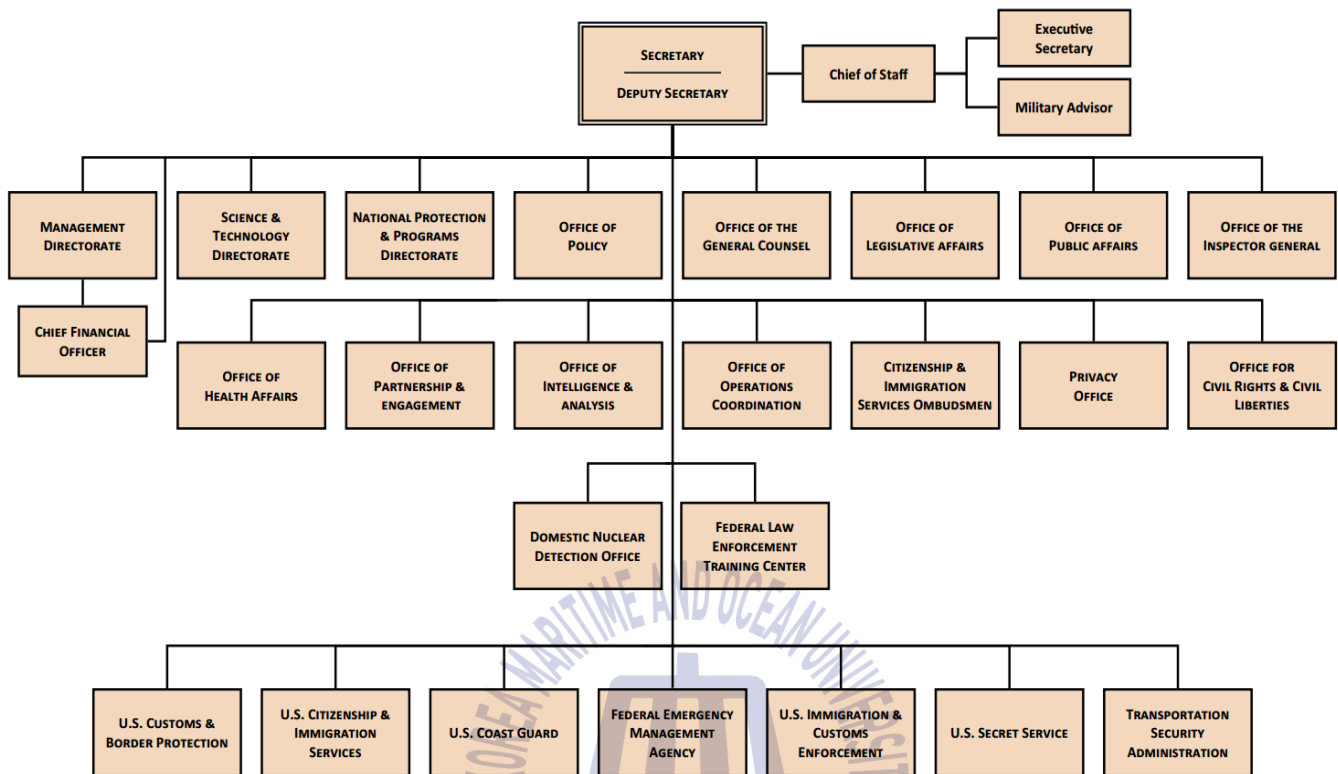 SECRETARY
DEPUTY SECRETARY
Chief of Staff
Executive
Secretary
Military Advisor
MANAGEMENT
DIRECTORATE
SCIENCE &
TECHNOLOGY
DIRECTORATE
NATIONAL PROTECTION
& PROGRAMS
DIRECTORATE
OFFICE OF
POLICY
OFFICE OF THE
GENERAL COUNSEL
OFFICE OF
LEGISLATIVE AFFAIRS
OFFICE OF
PUBLIC AFFAIRS
OFFICE OF THE
INSPECTOR GENERAL
CHIEF FINANCIAL
OFFICER
OFFICE OF
HEALTH AFFAIRS
OFFICE OF
PARTNERSHIP &
ENGAGEMENT
OFFICE OF
INTELLIGENCE &
ANALYSIS
OFFICE OF
OPERATIONS
COORDINATION
CITIZENSHIP &
IMMIGRATION
SERVICES OMBUDSMEN
PRIVACY
OFFICE
OFFICE FOR
CIVIL RIGHTS & CIVIL
LIBERTIES
DOMESTIC NUCLEAR
DETECTION OFFICE
FEDERAL LAW
ENFORCEMENT
TRAINING CENTER
KOREA MARITIME AND OCEAN UNIVERSIT
U.S. CUSTOMS &
BORDER PROTECTION
U.S. CITIZENSHIP &
IMMIGRATION
SERVICES
U.S. COAST GUARD
FEDERAL EMERGENCY
MANAGEMENT
AGENCY
U.S. IMMIGRATION &
CUSTOMS
ENFORCEMENT
U.S. SECRET SERVICE
TRANSPORTATION
SECURITY
ADMINISTRATION